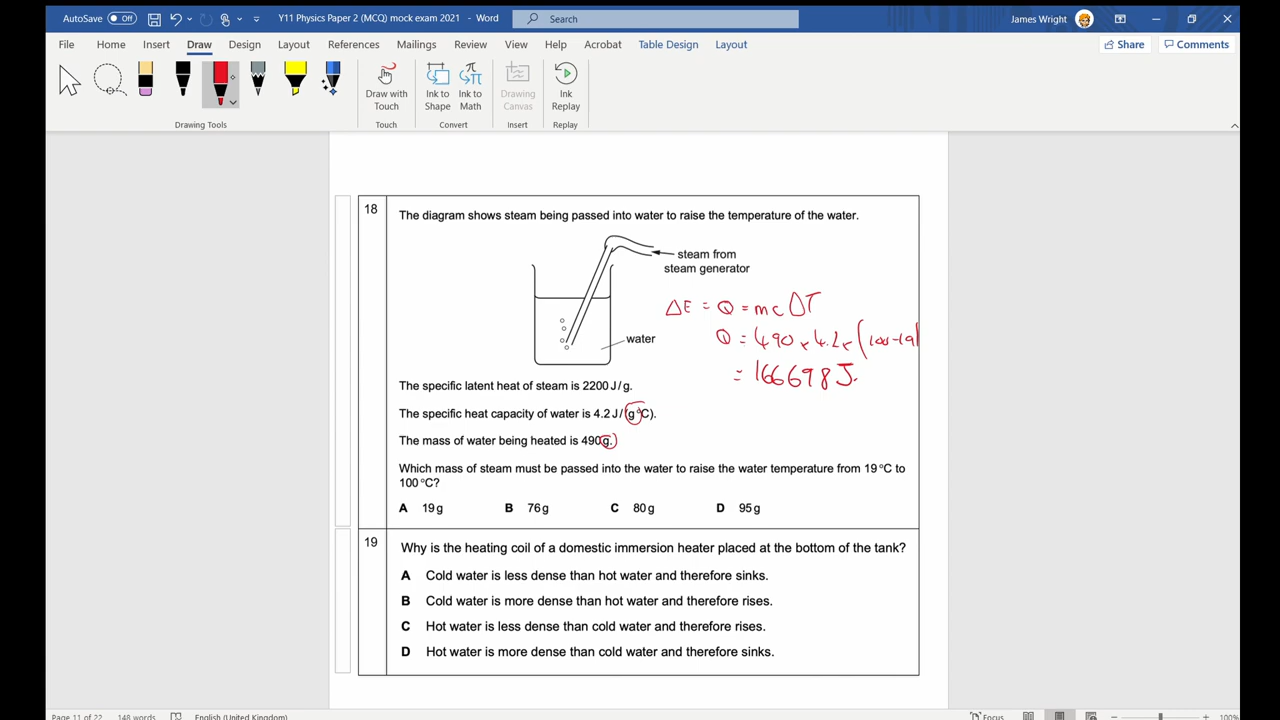 AutoSave Off Y11 Physics Paper 2 (MCQ) mock exam 2021 - Word Search James Wright
File Home Insert Draw Design Layout References Mailings Review View Help Acrobat Table Design Layout Share Comments
Draw with Touch Ink to Shape Ink to Math Drawing Canvas Ink Replay
Drawing Tools Touch Convert Insert Replay
18
The diagram shows steam being passed into water to raise the temperature of the water.
steam from
steam generator
water
ΔE = Q = mcΔT
Q = 490 x 4.2 x (100-19)
= 166698 J.
The specific latent heat of steam is 2200 J/g.
The specific heat capacity of water is 4.2 J/(g °C).
The mass of water being heated is 490 g.
Which mass of steam must be passed into the water to raise the water temperature from 19 °C to
100 °C?
A 19 g B 76 g C 80 g D 95 g
19
Why is the heating coil of a domestic immersion heater placed at the bottom of the tank?
A Cold water is less dense than hot water and therefore sinks.
B Cold water is more dense than hot water and therefore rises.
C Hot water is less dense than cold water and therefore rises.
D Hot water is more dense than cold water and therefore sinks.
Page 11 of 22 148 words English (United Kingdom) Focus 100%